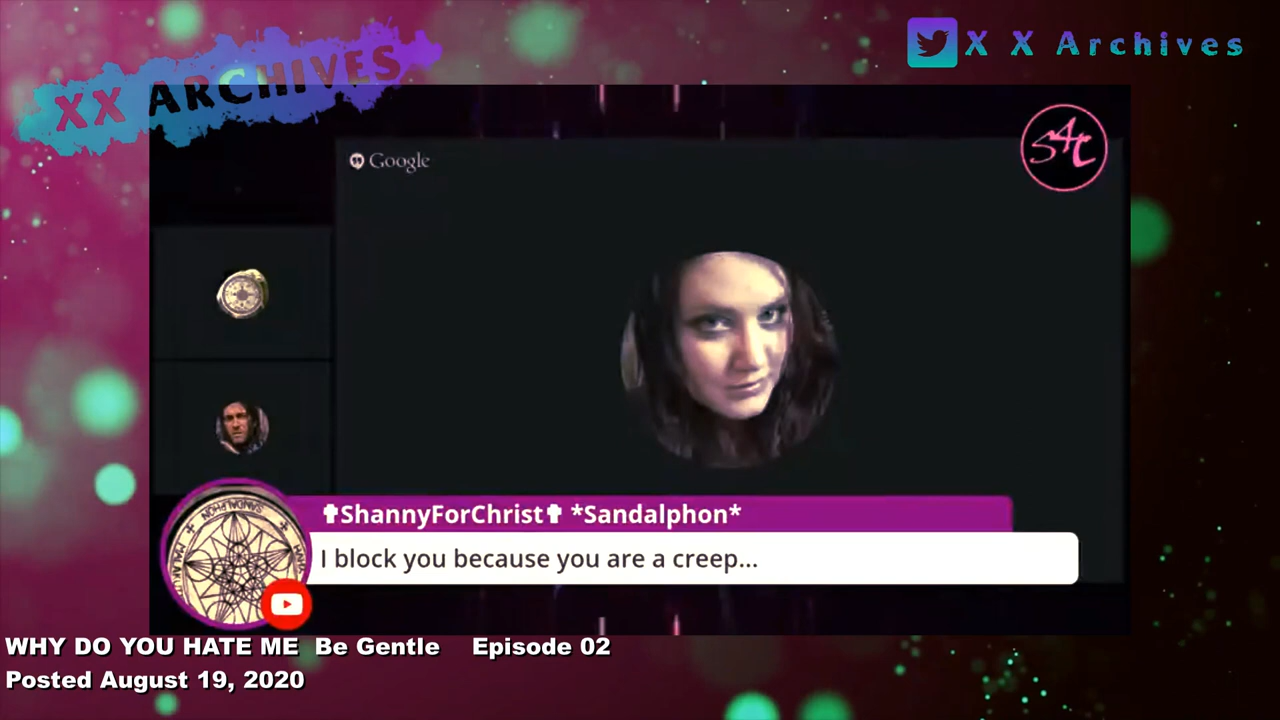 XX ARCHIVES
X X Archives
Google
S4C
✟ShannyForChrist✟ *Sandalphon*
I block you because you are a creep...
SANDALPHON
WHY DO YOU HATE ME Be Gentle Episode 02
Posted August 19, 2020